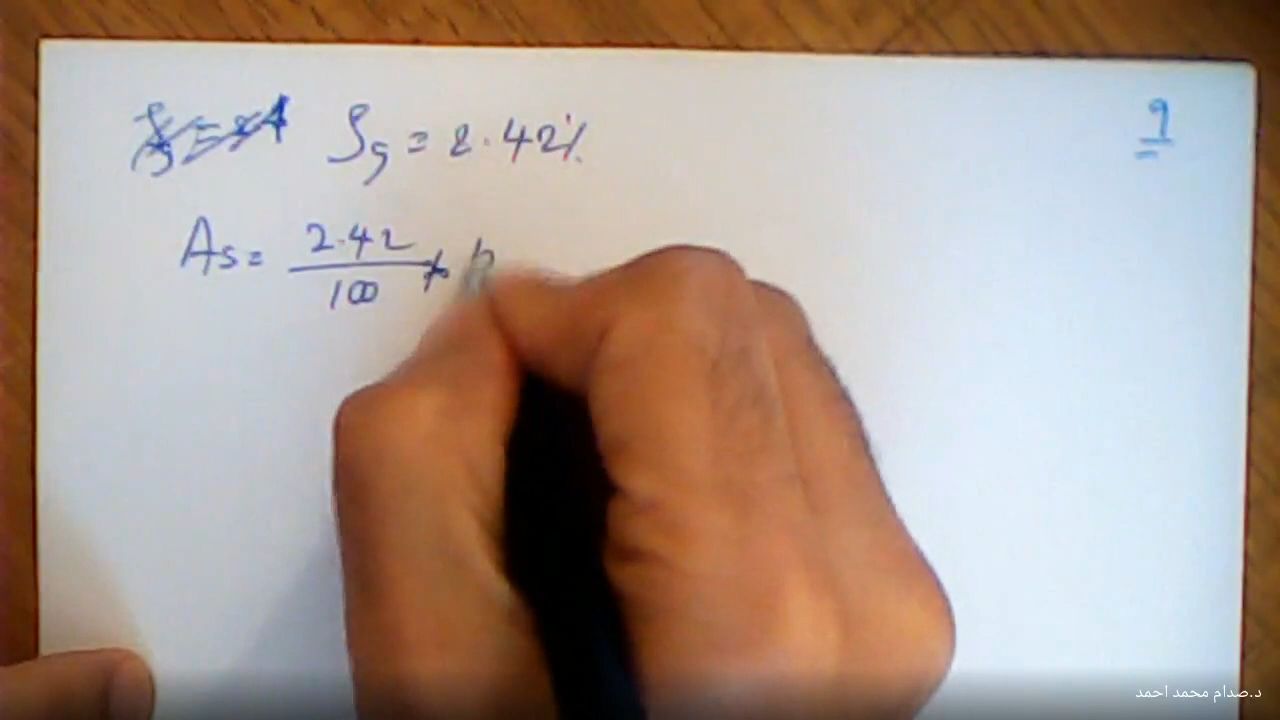 9
ρg = 2.42%
As = 2.42/100 *
د.صدام محمد احمد